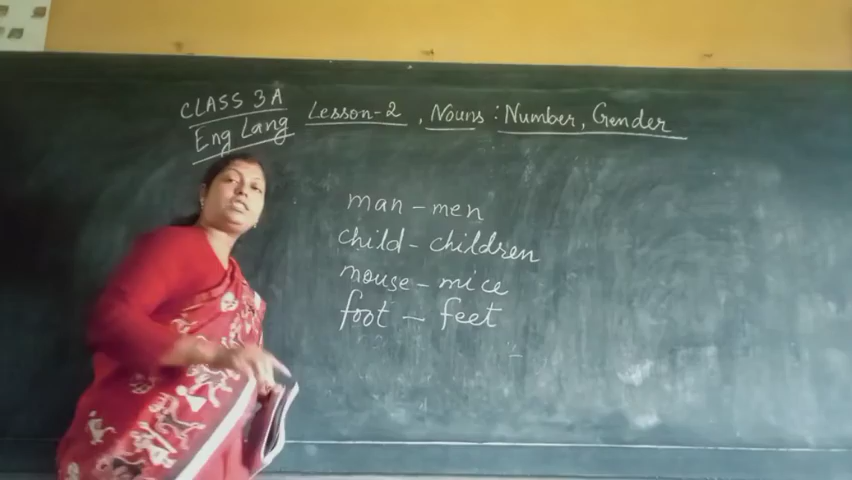 CLASS 3A
Eng Lang
Lesson-2, Nouns: Number, Gender
man - men
child - children
mouse - mice
foot - feet